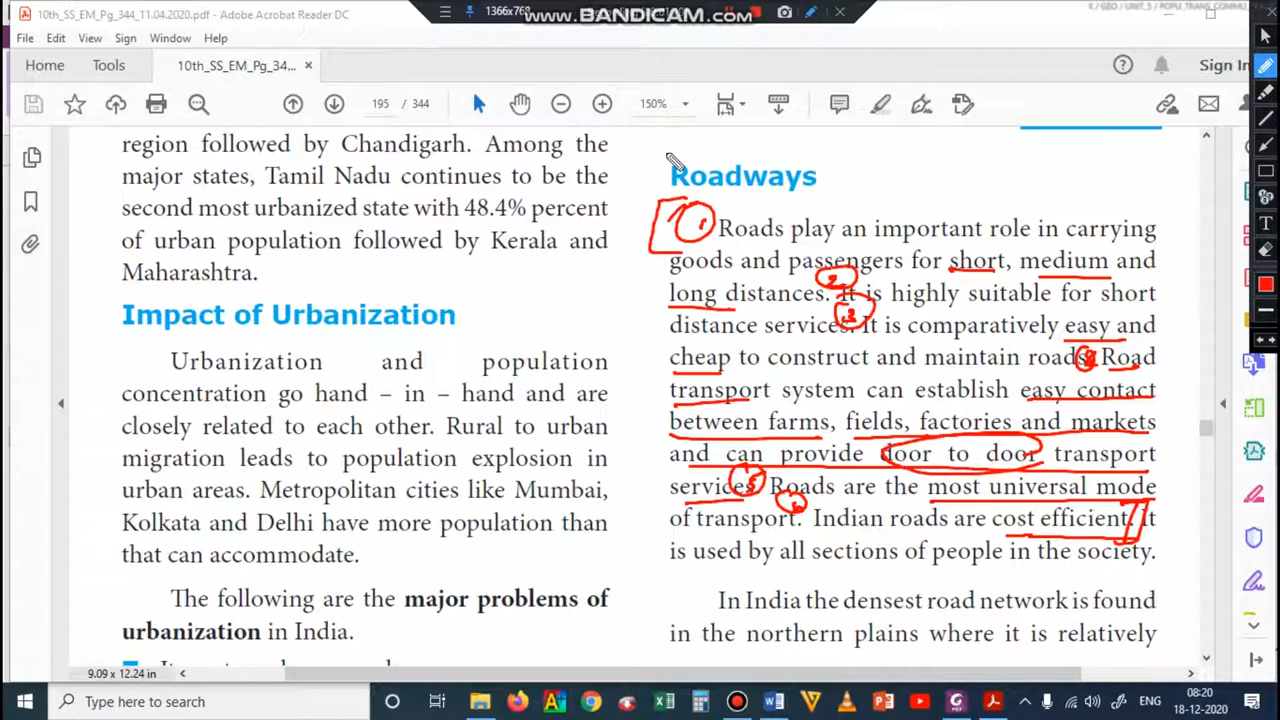 10th_SS_EM_Pg_344_11.04.2020.pdf - Adobe Acrobat Reader DC
1366x768
www.BANDICAM.com
File Edit View Sign Window Help
Home Tools 10th_SS_EM_Pg_34... × Sign In
195 / 344 150%
region followed by Chandigarh. Among the
major states, Tamil Nadu continues to be the
second most urbanized state with 48.4% percent
of urban population followed by Kerala and
Maharashtra.
Impact of Urbanization
Urbanization and population
concentration go hand – in – hand and are
closely related to each other. Rural to urban
migration leads to population explosion in
urban areas. Metropolitan cities like Mumbai,
Kolkata and Delhi have more population than
that can accommodate.
The following are the major problems of
urbanization in India.
Roadways
1
Roads play an important role in carrying
goods and passengers for short, medium and
2
long distances. It is highly suitable for short
3
distance services. It is comparatively easy and
cheap to construct and maintain roads. Road
transport system can establish easy contact
between farms, fields, factories and markets
and can provide door to door transport
services. Roads are the most universal mode
of transport. Indian roads are cost efficient. It
is used by all sections of people in the society.
In India the densest road network is found
in the northern plains where it is relatively
9.09 x 12.24 in
Type here to search
ENG
08:20
18-12-2020